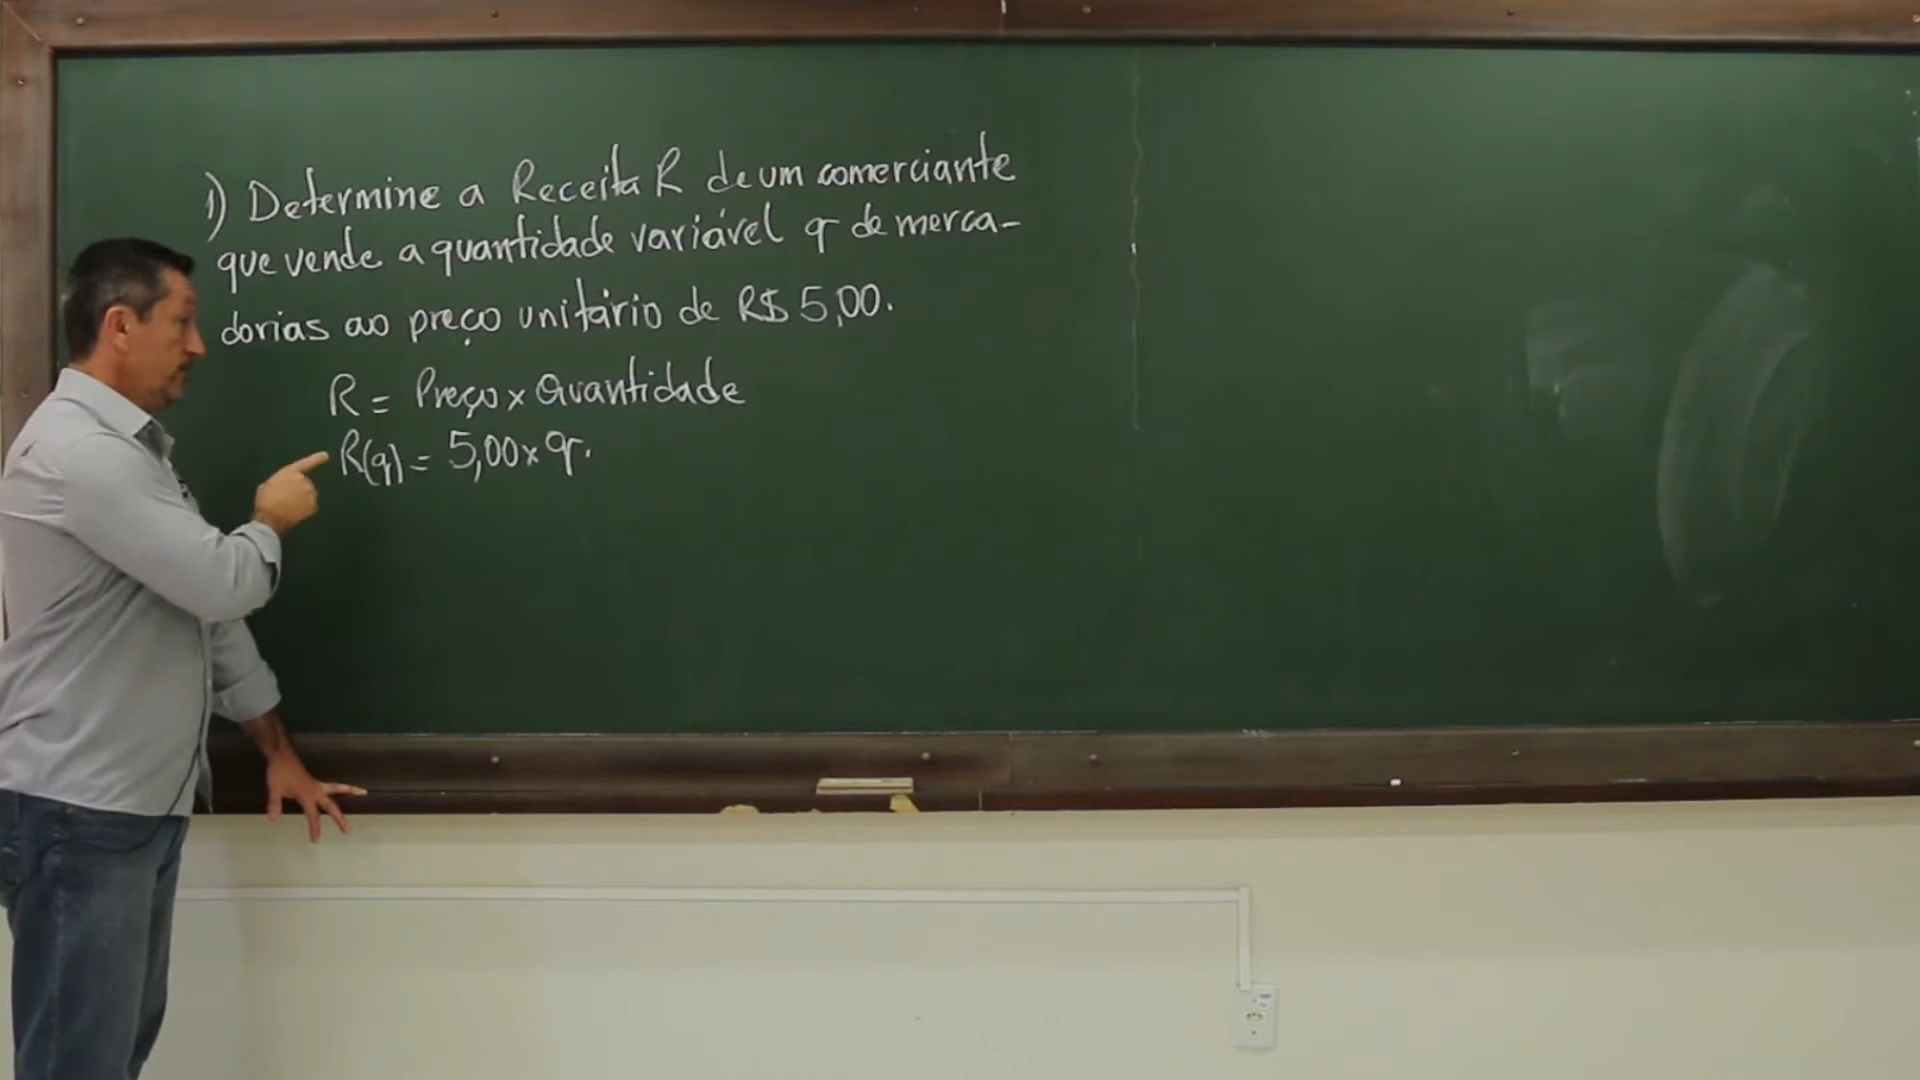 1) Determine a Receita R de um comerciante
que vende a quantidade variável q de merca-
dorias ao preço unitário de R$ 5,00.
R = Preço x Quantidade
R(q) = 5,00 x q.